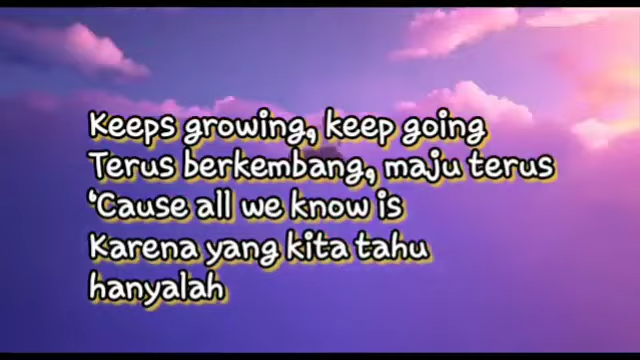 Keeps growing, keep going
Terus berkembang, maju terus
'Cause all we know is
Karena yang kita tahu
hanyalah